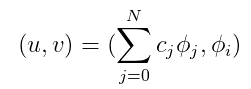 (u, v) = (∑_{j=0}^{N} c_j ϕ_j, ϕ_i)